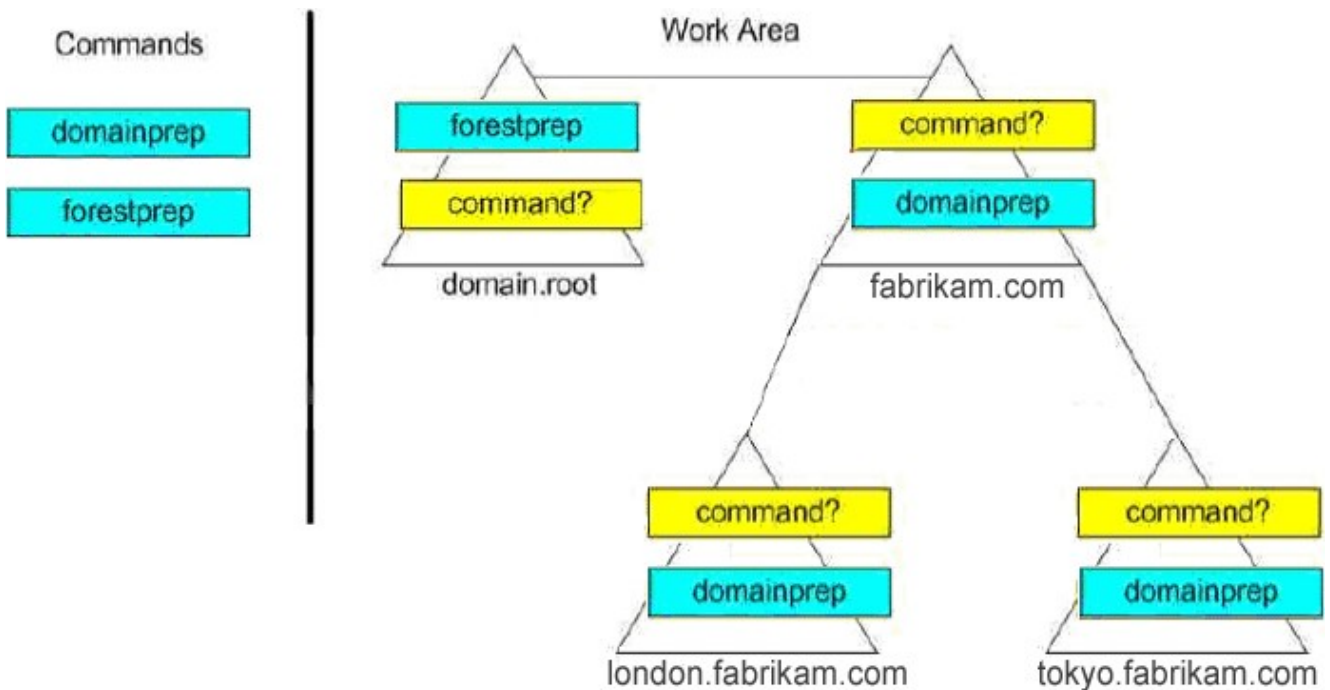 Commands
domainprep
forestprep
Work Area
forestprep
command?
domain.root
command?
domainprep
fabrikam.com
command?
domainprep
london.fabrikam.com
command?
domainprep
tokyo.fabrikam.com